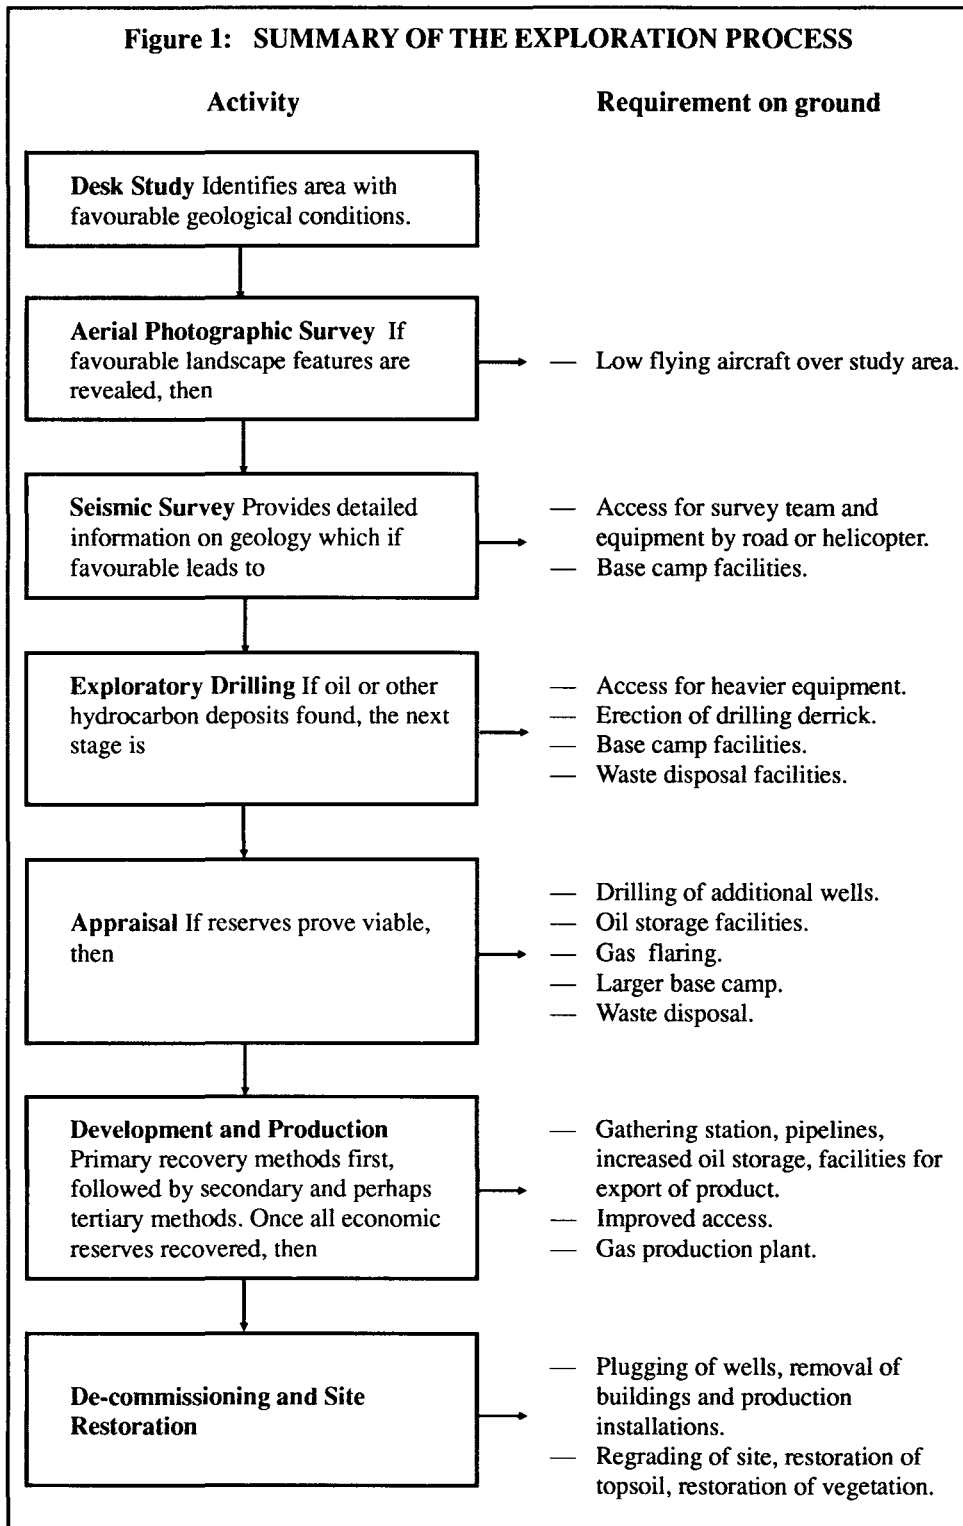 Figure 1: SUMMARY OF THE EXPLORATION PROCESS
Activity
Requirement on ground
Desk Study Identifies area with
favourable geological conditions.
Aerial Photographic Survey If
favourable landscape features are
revealed, then
— Low flying aircraft over study area.
Seismic Survey Provides detailed
information on geology which if
favourable leads to
— Access for survey team and
equipment by road or helicopter.
— Base camp facilities.
Exploratory Drilling If oil or other
hydrocarbon deposits found, the next
stage is
— Access for heavier equipment.
— Erection of drilling derrick.
— Base camp facilities.
— Waste disposal facilities.
Appraisal If reserves prove viable,
then
— Drilling of additional wells.
— Oil storage facilities.
— Gas flaring.
— Larger base camp.
— Waste disposal.
Development and Production
Primary recovery methods first,
followed by secondary and perhaps
tertiary methods. Once all economic
reserves recovered, then
— Gathering station, pipelines,
increased oil storage, facilities for
export of product.
— Improved access.
— Gas production plant.
De-commissioning and Site
Restoration
— Plugging of wells, removal of
buildings and production
installations.
— Regrading of site, restoration of
topsoil, restoration of vegetation.